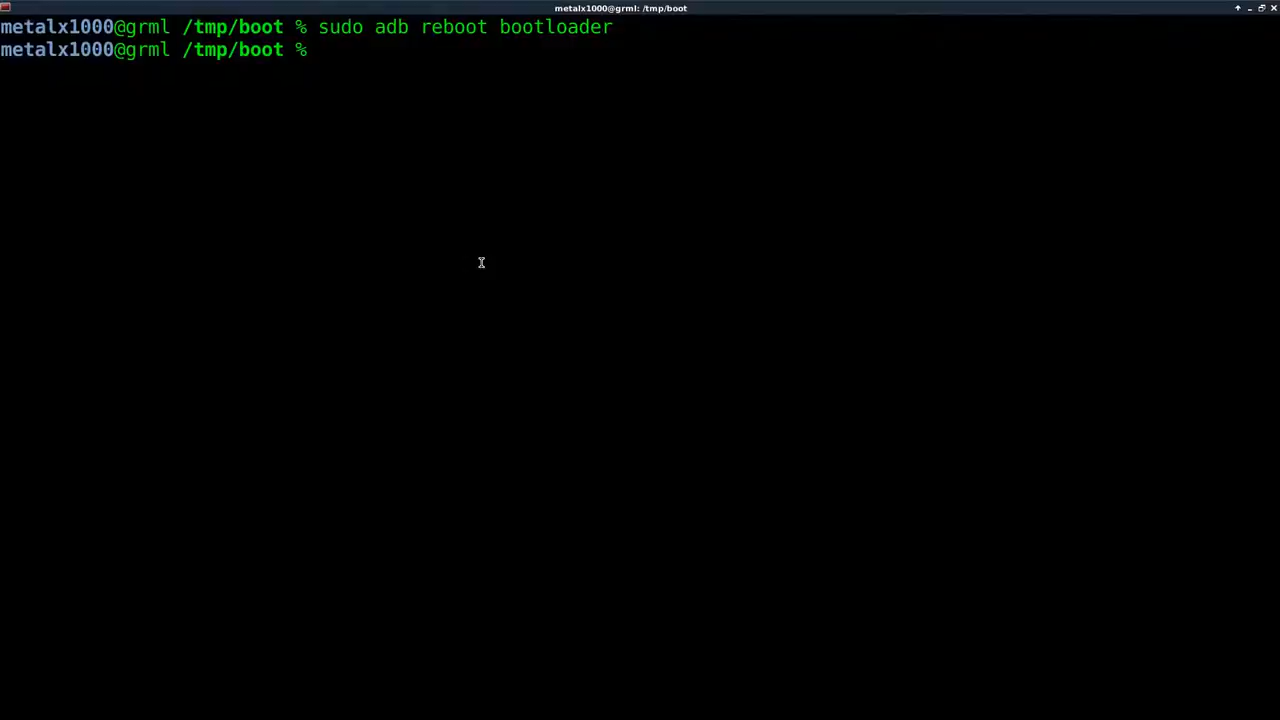 metalx1000@grml: /tmp/boot
metalx1000@grml /tmp/boot % sudo adb reboot bootloader
metalx1000@grml /tmp/boot %